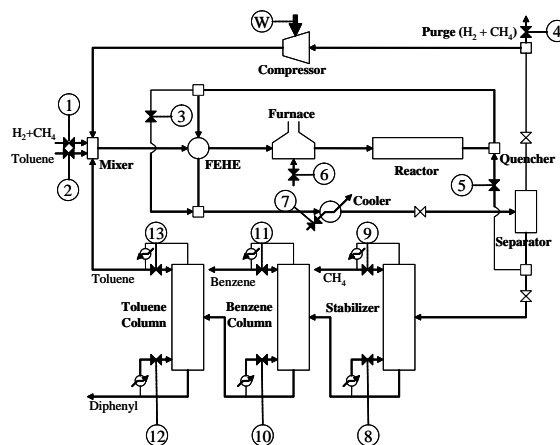 W
Purge (H2 + CH4)
4
Compressor
1
3
Furnace
H2+CH4
Toluene
Mixer
FEHE
Reactor
Quencher
2
6
5
7
Cooler
Separator
13
11
9
Toluene
Benzene
CH4
Toluene
Column
Benzene
Column
Stabilizer
Diphenyl
12
10
8